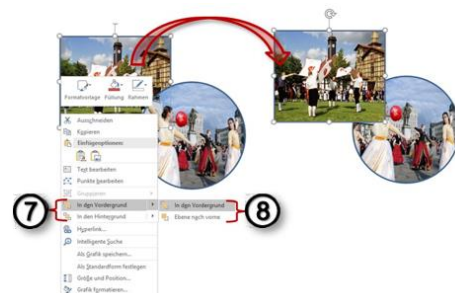 Formatvorlage Füllung Rahmen
Ausschneiden
Kopieren
Einfügeoptionen:
Text bearbeiten
Punkte bearbeiten
Gruppieren
7
In den Vordergrund
In den Vordergrund
8
In den Hintergrund
Ebene nach vorne
Hyperlink...
Intelligente Suche
Als Grafik speichern...
Als Standardform festlegen
Größe und Position...
Grafik formatieren...